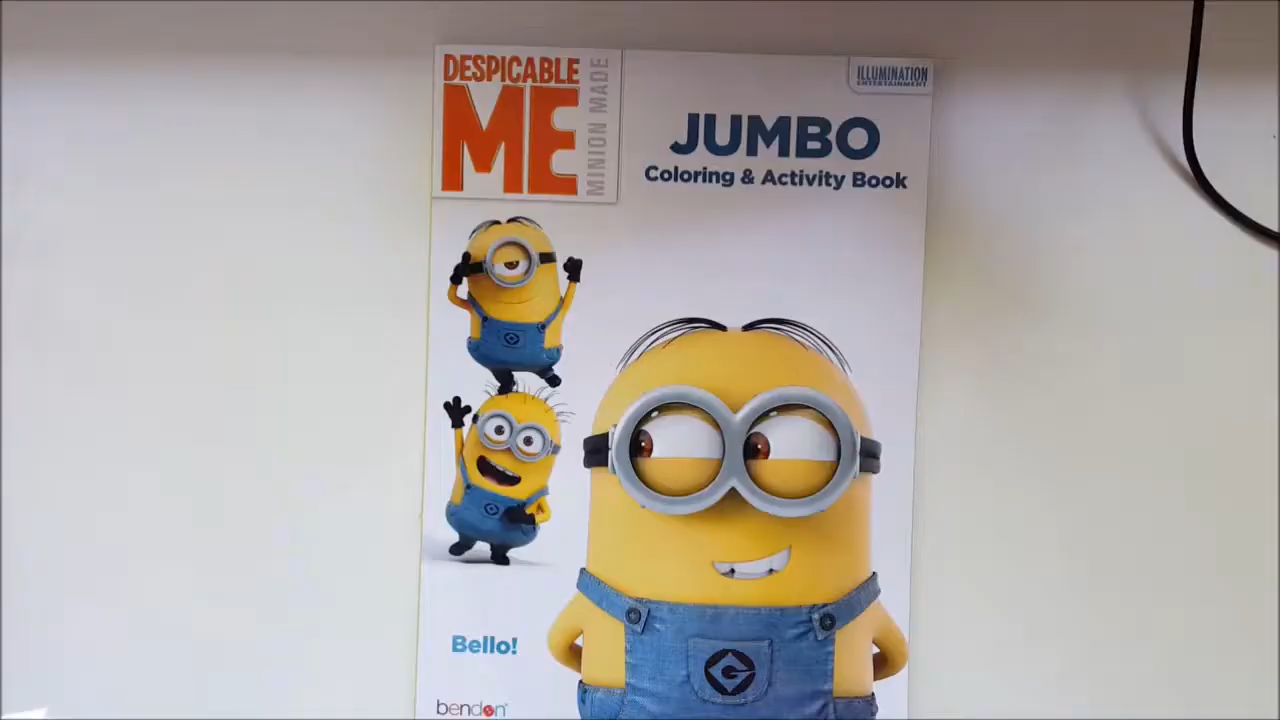 DESPICABLE
ME
MINION MADE
ILLUMINATION
ENTERTAINMENT
JUMBO
Coloring & Activity Book
Bello!
bendon